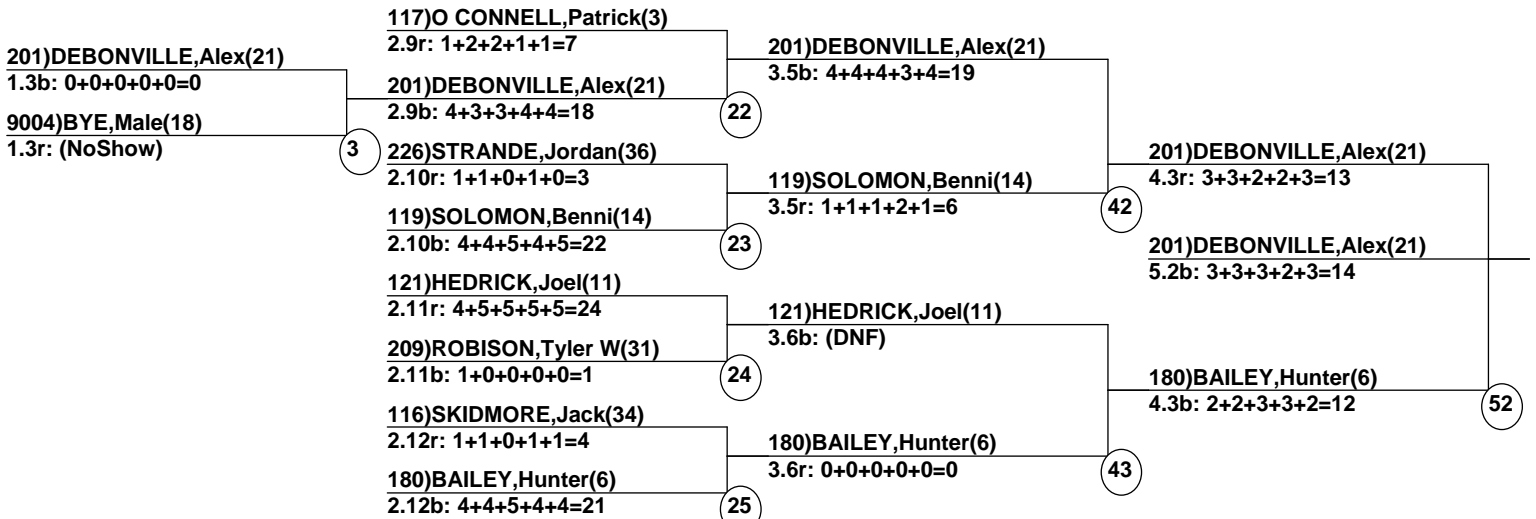 201)DEBONVILLE,Alex(21)
1.3b: 0+0+0+0+0=0
9004)BYE,Male(18)
1.3r: (NoShow)
3
117)O CONNELL,Patrick(3)
2.9r: 1+2+2+1+1=7
201)DEBONVILLE,Alex(21)
2.9b: 4+3+3+4+4=18
22
226)STRANDE,Jordan(36)
2.10r: 1+1+0+1+0=3
119)SOLOMON,Benni(14)
2.10b: 4+4+5+4+5=22
23
121)HEDRICK,Joel(11)
2.11r: 4+5+5+5+5=24
209)ROBISON,Tyler W(31)
2.11b: 1+0+0+0+0=1
24
116)SKIDMORE,Jack(34)
2.12r: 1+1+0+1+1=4
180)BAILEY,Hunter(6)
2.12b: 4+4+5+4+4=21
25
201)DEBONVILLE,Alex(21)
3.5b: 4+4+4+3+4=19
119)SOLOMON,Benni(14)
3.5r: 1+1+1+2+1=6
42
121)HEDRICK,Joel(11)
3.6b: (DNF)
180)BAILEY,Hunter(6)
3.6r: 0+0+0+0+0=0
43
201)DEBONVILLE,Alex(21)
4.3r: 3+3+2+2+3=13
201)DEBONVILLE,Alex(21)
5.2b: 3+3+3+2+3=14
180)BAILEY,Hunter(6)
4.3b: 2+2+3+3+2=12
52